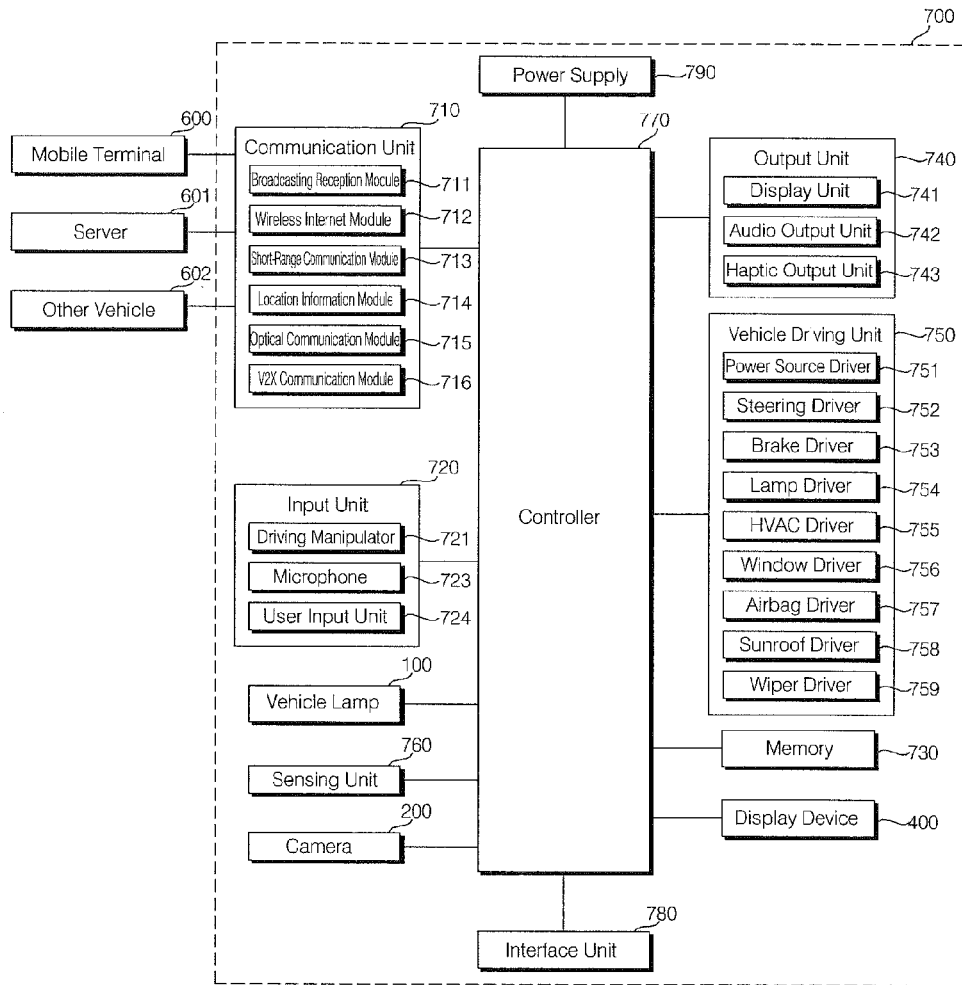 700
Power Supply 790
710
Communication Unit
Broadcasting Reception Mocule 711
Wireless Internet Module 712
Short-Range Communication Module 713
Location Information Module 714
Optical Communication Module 715
V2X Communication Module 716
600
Mobile Terminal
601
Server
602
Other Vehicle
720
Input Unit
Driving Manipulator 721
Microphone 723
User Input Unit 724
100
Vehicle Lamp
760
Sensing Unit
200
Camera
770
Controller
780
Interface Unit
Output Unit 740
Display Unit 741
Audio Output Unit 742
Haptic Output Unit 743
Vehicle Driving Unit 750
Power Source Driver 751
Steering Driver 752
Brake Driver 753
Lamp Driver 754
HVAC Driver 755
Window Driver 756
Airbag Driver 757
Sunroof Driver 758
Wiper Driver 759
Memory 730
Display Device 400